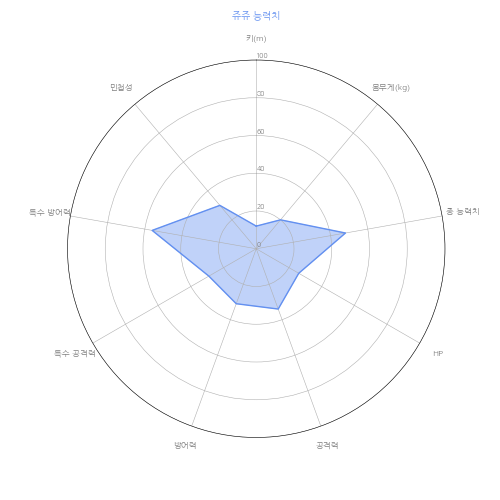 쥬쥬 능력치
키(m)
100
민첩성
몸무게(kg)
80
60
40
특수 방어력
20
총 능력치
0
특수 공격력
HP
방어력
공격력